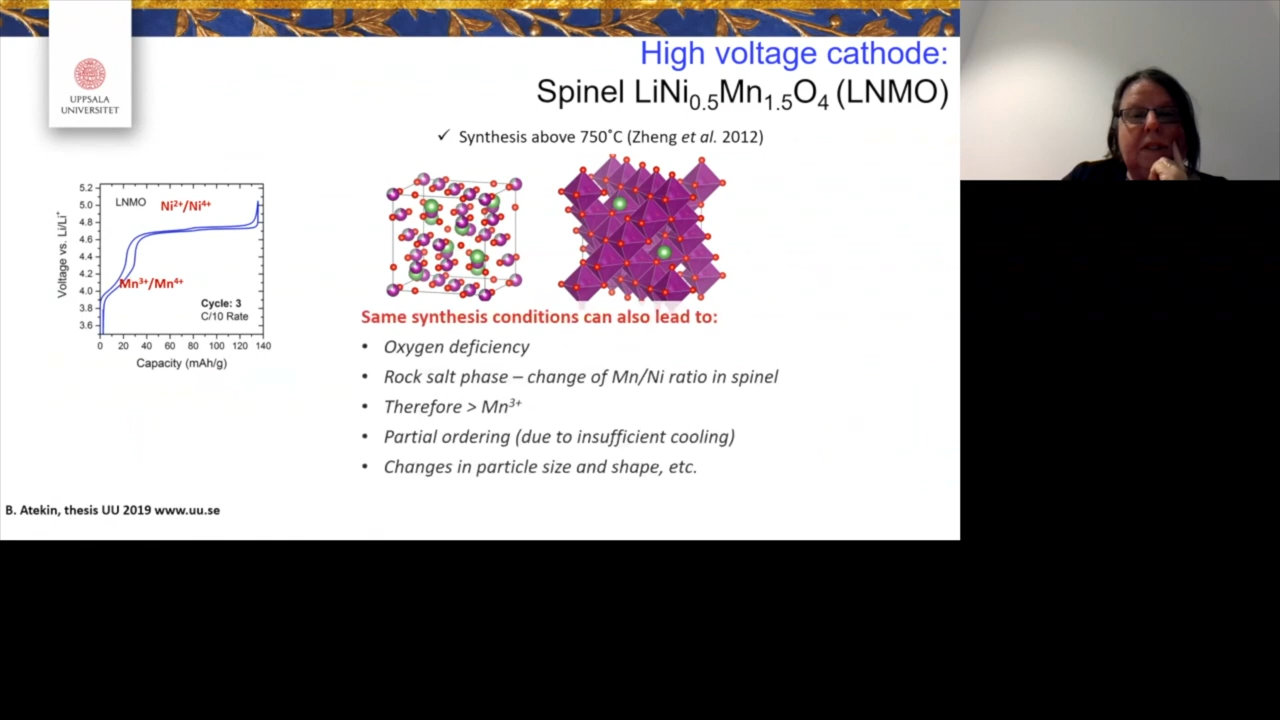 High voltage cathode:
Spinel LiNi0.5Mn1.5O4 (LNMO)
UPPSALA
UNIVERSITET
✓ Synthesis above 750˚C (Zheng et al. 2012)
LNMO
Ni²⁺/Ni⁴⁺
Mn³⁺/Mn⁴⁺
Cycle: 3
C/10 Rate
Voltage vs. Li/Li⁺
5.2
5.0
4.8
4.6
4.4
4.2
4.0
3.8
3.6
0 20 40 60 80 100 120 140
Capacity (mAh/g)
Same synthesis conditions can also lead to:
• Oxygen deficiency
• Rock salt phase – change of Mn/Ni ratio in spinel
• Therefore > Mn³⁺
• Partial ordering (due to insufficient cooling)
• Changes in particle size and shape, etc.
B. Atekin, thesis UU 2019 www.uu.se